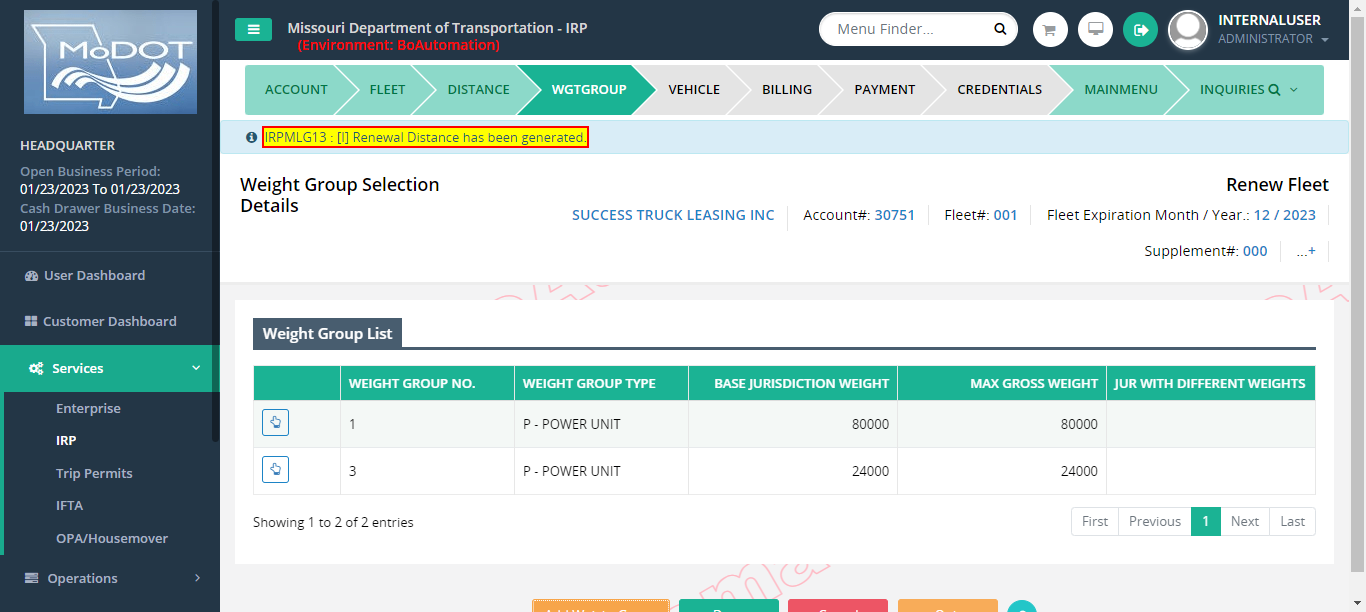 MoDOT
Missouri Department of Transportation - IRP
(Environment: BoAutomation)
Menu Finder...
INTERNALUSER
ADMINISTRATOR
ACCOUNT
FLEET
DISTANCE
WGTGROUP
VEHICLE
BILLING
PAYMENT
CREDENTIALS
MAINMENU
INQUIRIES
IRPMLG13 : [I] Renewal Distance has been generated.
HEADQUARTER
Open Business Period:
01/23/2023 To 01/23/2023
Cash Drawer Business Date:
01/23/2023
User Dashboard
Customer Dashboard
Services
Enterprise
IRP
Trip Permits
IFTA
OPA/Housemover
Operations
Weight Group Selection
Details
Renew Fleet
SUCCESS TRUCK LEASING INC
Account#: 30751
Fleet#: 001
Fleet Expiration Month / Year.: 12 / 2023
Supplement#: 000
...+
Weight Group List
WEIGHT GROUP NO. WEIGHT GROUP TYPE BASE JURISDICTION WEIGHT MAX GROSS WEIGHT JUR WITH DIFFERENT WEIGHTS
1 P - POWER UNIT 80000 80000
3 P - POWER UNIT 24000 24000
Showing 1 to 2 of 2 entries
First Previous 1 Next Last